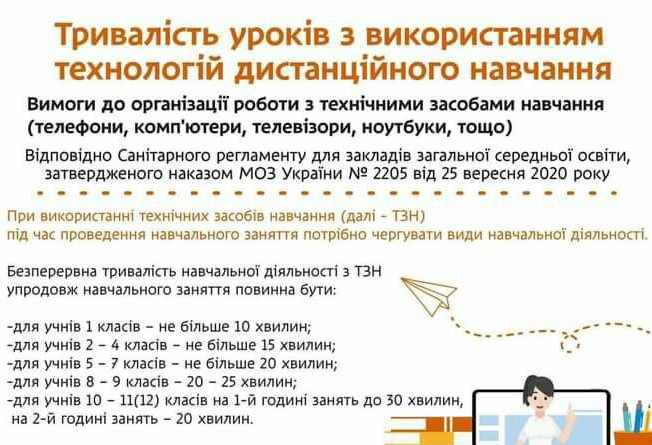 Тривалість уроків з використанням
технологій дистанційного навчання
Вимоги до організації роботи з технічними засобами навчання
(телефони, комп'ютери, телевізори, ноутбуки, тощо)
Відповідно Санітарного регламенту для закладів загальної середньої освіти,
затвердженого наказом МОЗ України № 2205 від 25 вересня 2020 року
При використанні технічних засобів навчання (далі - ТЗН)
під час проведення навчального заняття потрібно чергувати види навчальної діяльності.
Безперервна тривалість навчальної діяльності з ТЗН
упродовж навчального заняття повинна бути:
-для учнів 1 класів – не більше 10 хвилин;
-для учнів 2 – 4 класів – не більше 15 хвилин;
-для учнів 5 – 7 класів – не більше 20 хвилин;
-для учнів 8 – 9 класів – 20 – 25 хвилин;
-для учнів 10 – 11(12) класів на 1-й годині занять до 30 хвилин,
на 2-й годині занять – 20 хвилин.